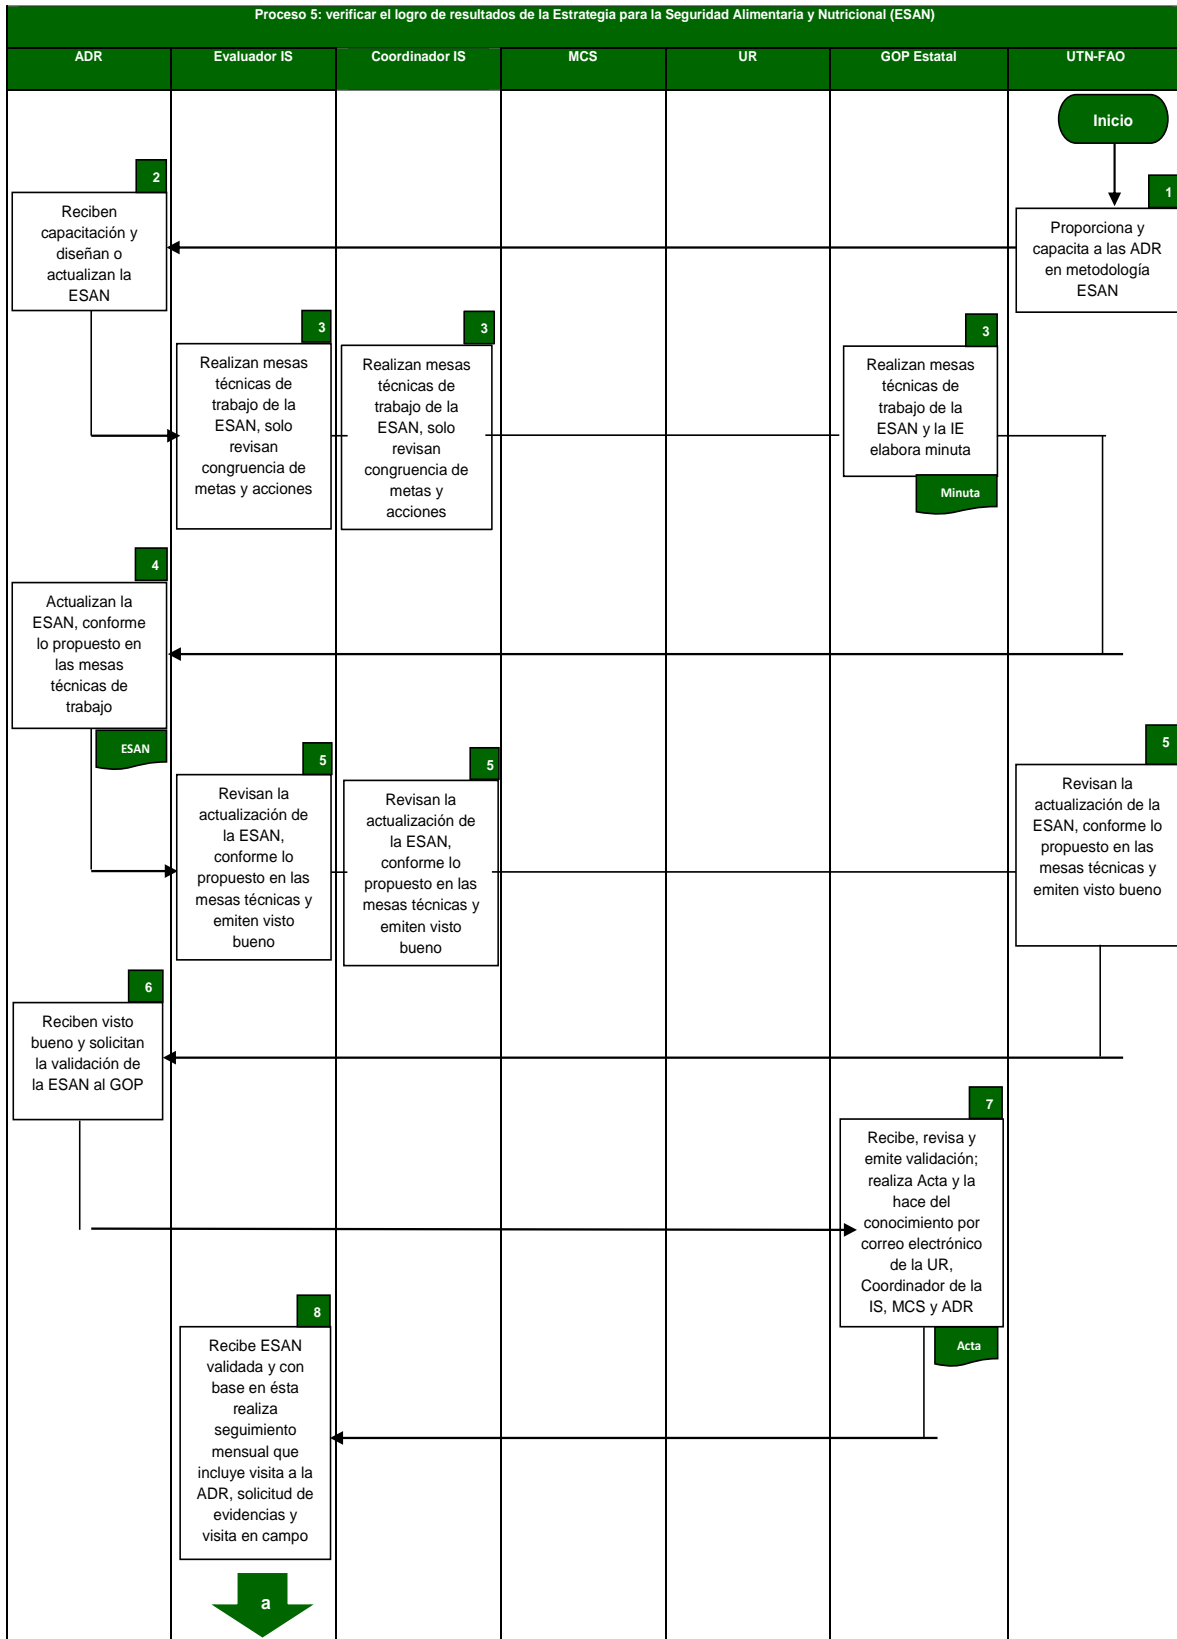 Proceso 5: verificar el logro de resultados de la Estrategia para la Seguridad Alimentaria y Nutricional (ESAN)
ADR
Evaluador IS
Coordinador IS
MCS
UR
GOP Estatal
UTN-FAO
Inicio
1
Proporciona y
capacita a las ADR
en metodología
ESAN
2
Reciben
capacitación y
diseñan o
actualizan la
ESAN
3
Realizan mesas
técnicas de
trabajo de la
ESAN, solo
revisan
congruencia de
metas y acciones
3
Realizan mesas
técnicas de
trabajo de la
ESAN, solo
revisan
congruencia de
metas y
acciones
3
Realizan mesas
técnicas de
trabajo de la
ESAN y la IE
elabora minuta
Minuta
4
Actualizan la
ESAN, conforme
lo propuesto en
las mesas
técnicas de
trabajo
ESAN
5
Revisan la
actualización de
la ESAN,
conforme lo
propuesto en las
mesas técnicas y
emiten visto
bueno
5
Revisan la
actualización de
la ESAN,
conforme lo
propuesto en las
mesas técnicas y
emiten visto
bueno
5
Revisan la
actualización de la
ESAN, conforme lo
propuesto en las
mesas técnicas y
emiten visto bueno
6
Reciben visto
bueno y solicitan
la validación de
la ESAN al GOP
7
Recibe, revisa y
emite validación;
realiza Acta y la
hace del
conocimiento por
correo electrónico
de la UR,
Coordinador de la
IS, MCS y ADR
Acta
8
Recibe ESAN
validada y con
base en ésta
realiza
seguimiento
mensual que
incluye visita a la
ADR, solicitud de
evidencias y
visita en campo
a